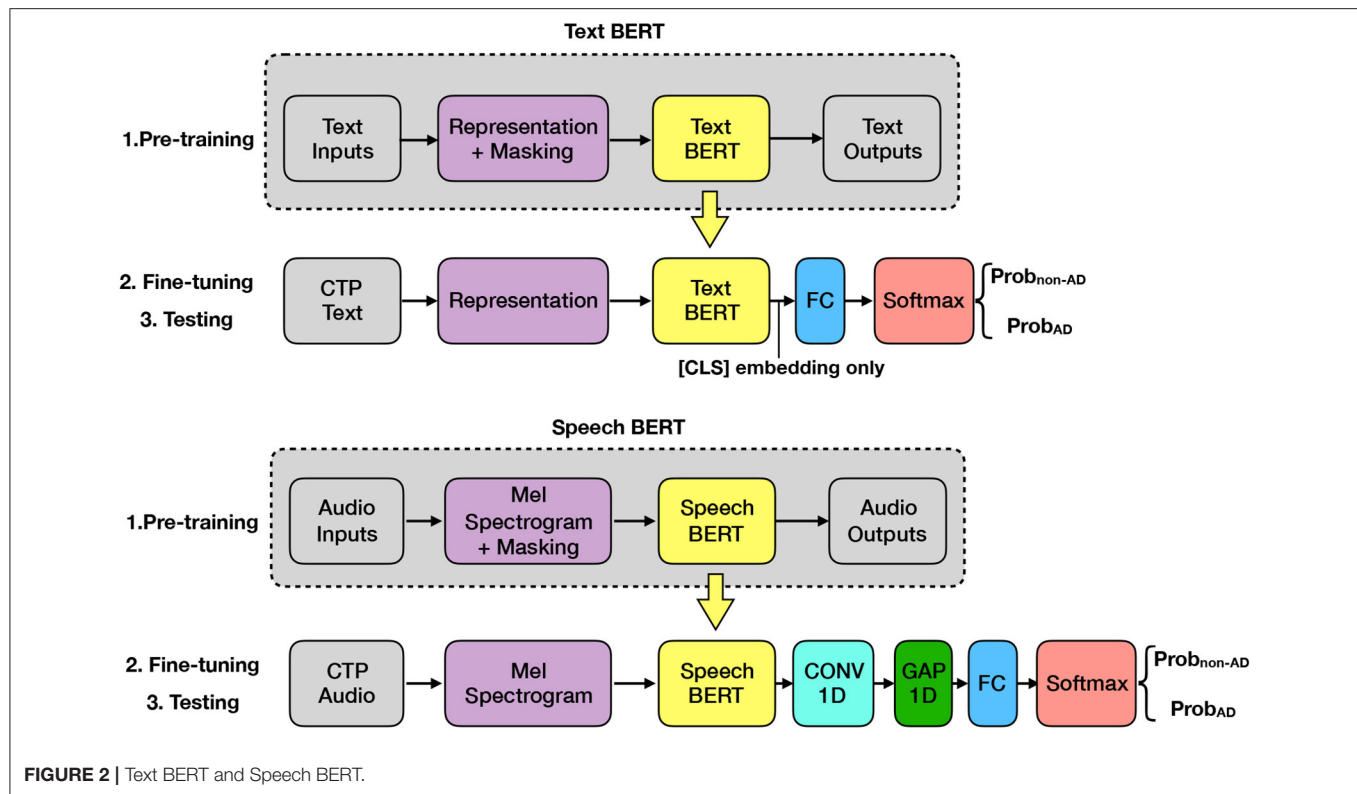 Text BERT
1.Pre-training
Text
Inputs
Representation
+ Masking
Text
BERT
Text
Outputs
2. Fine-tuning
3. Testing
CTP
Text
Representation
Text
BERT
FC
Softmax
Probnon-AD
ProbAD
[CLS] embedding only
Speech BERT
1.Pre-training
Audio
Inputs
Mel
Spectrogram
+ Masking
Speech
BERT
Audio
Outputs
2. Fine-tuning
3. Testing
CTP
Audio
Mel
Spectrogram
Speech
BERT
CONV
1D
GAP
1D
FC
Softmax
Probnon-AD
ProbAD
FIGURE 2 | Text BERT and Speech BERT.